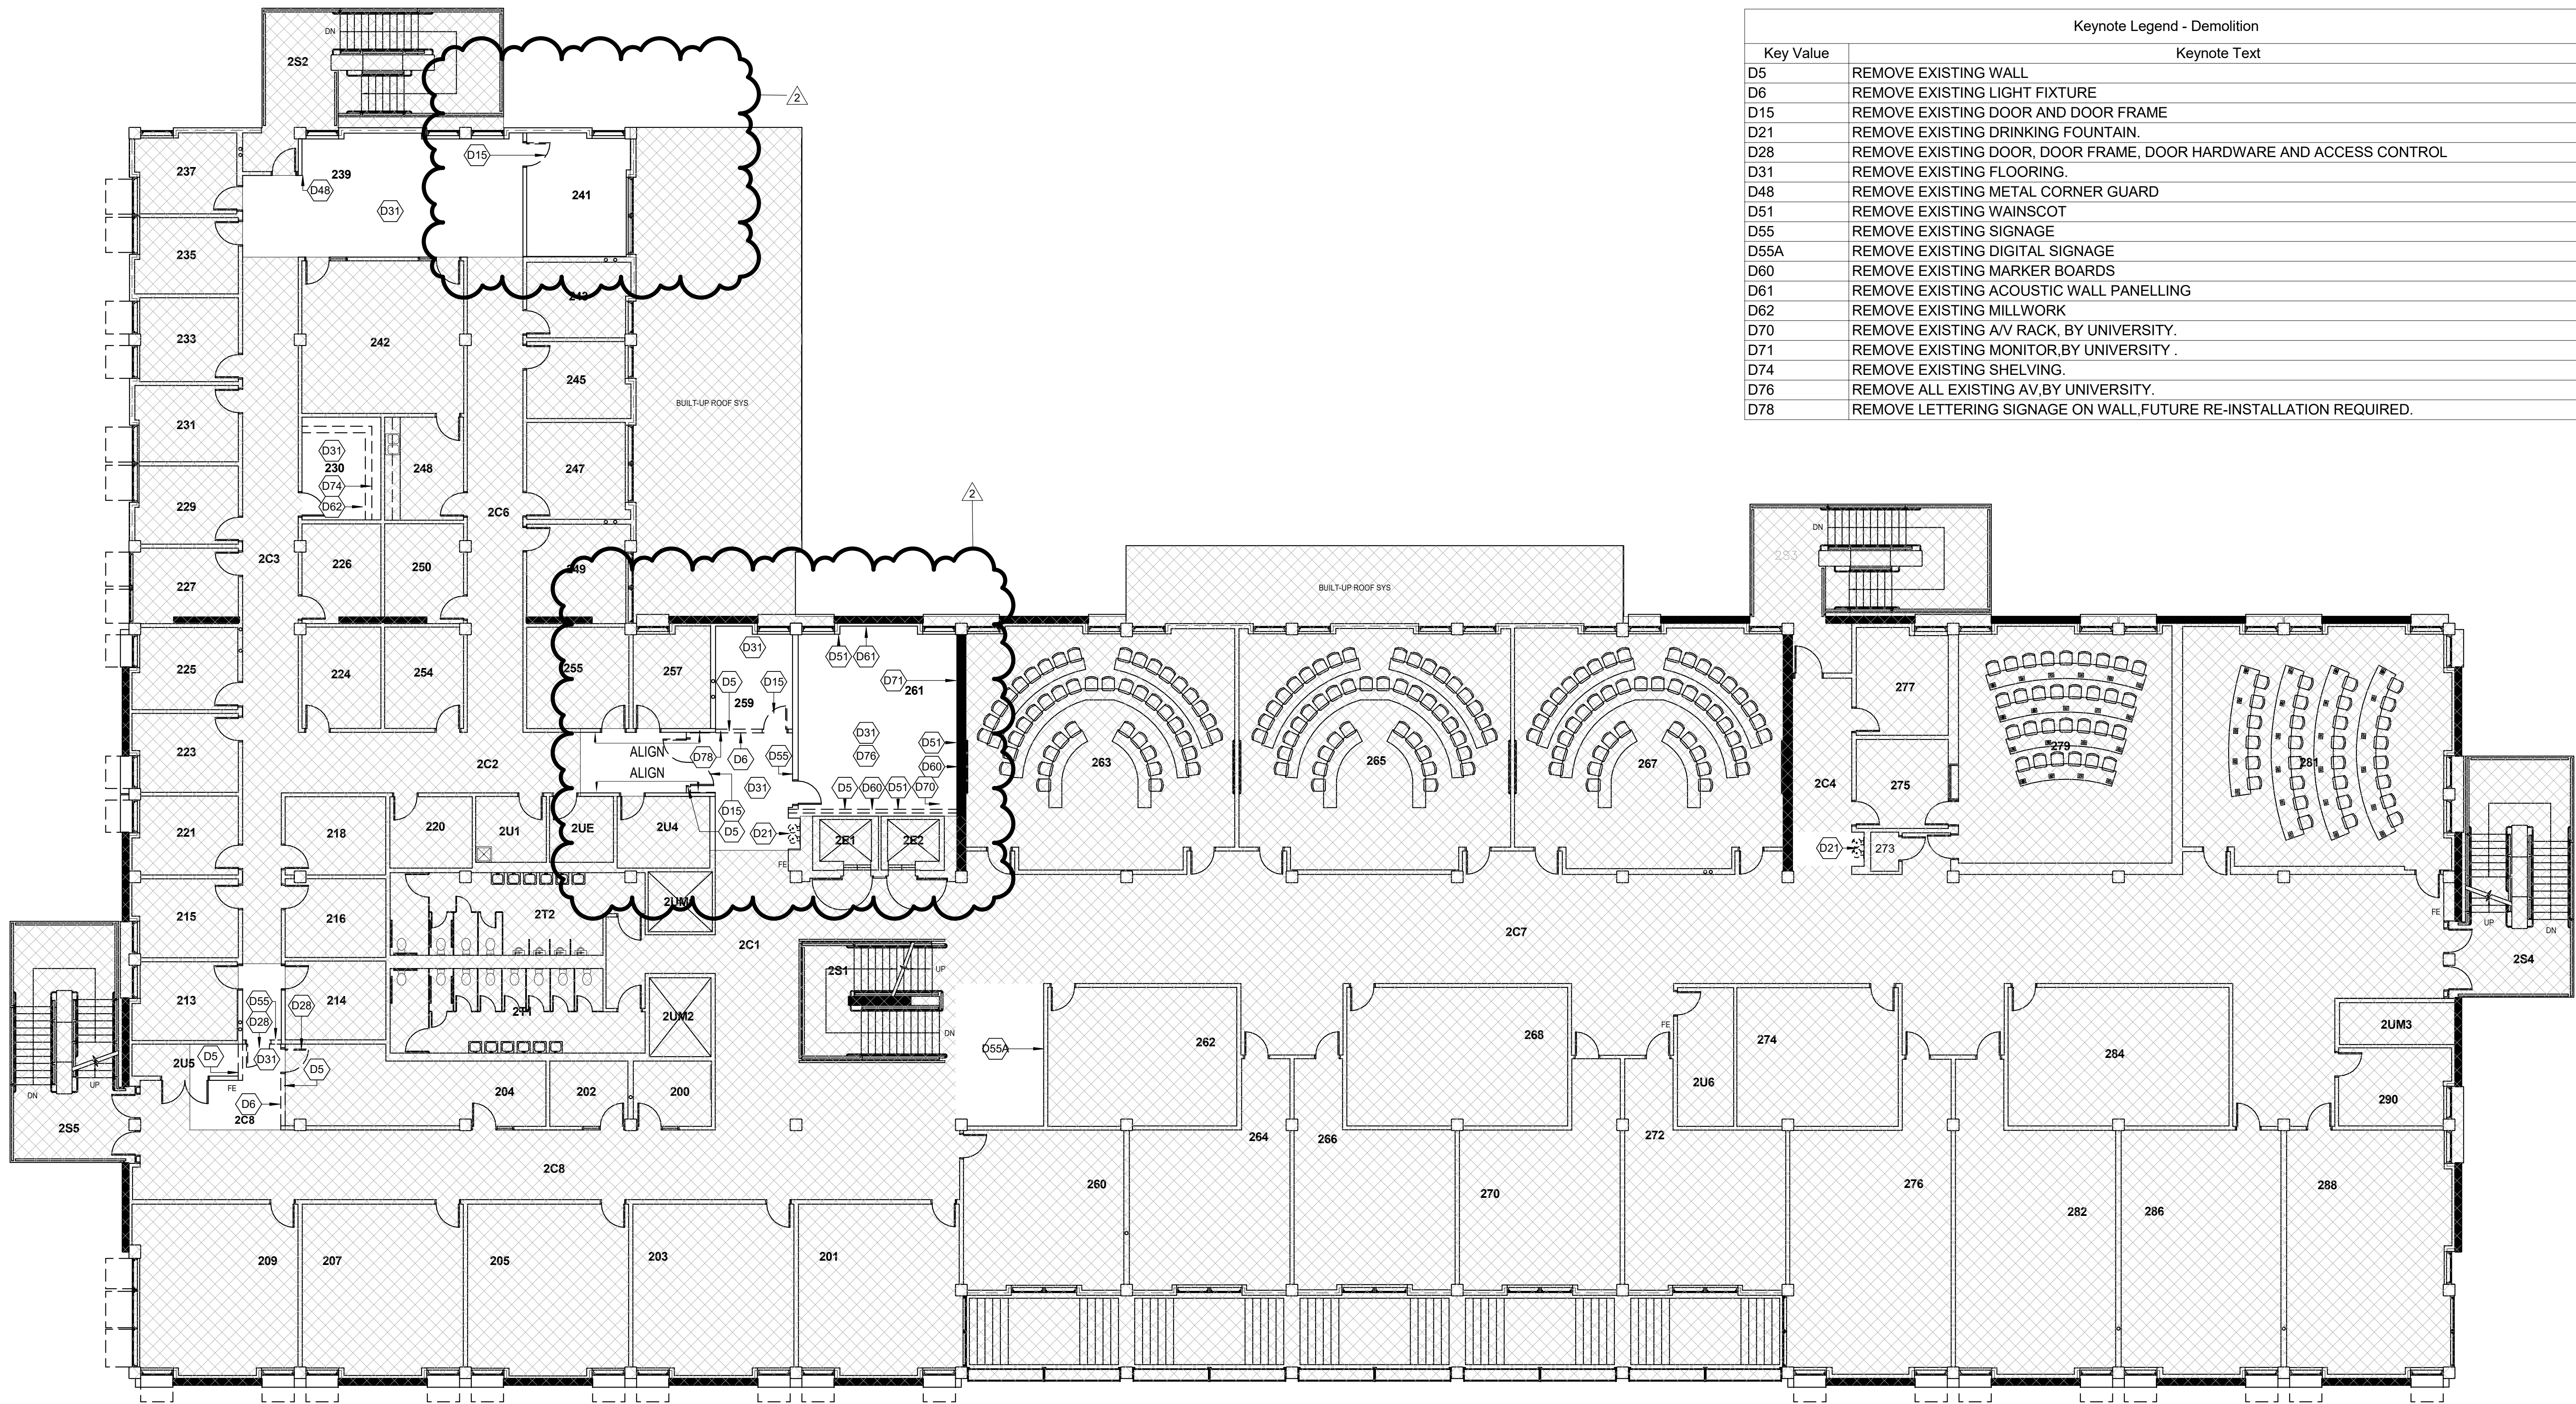 Keynote Legend - Demolition
Key Value Keynote Text
D5 REMOVE EXISTING WALL
D6 REMOVE EXISTING LIGHT FIXTURE
D15 REMOVE EXISTING DOOR AND DOOR FRAME
D21 REMOVE EXISTING DRINKING FOUNTAIN.
D28 REMOVE EXISTING DOOR, DOOR FRAME, DOOR HARDWARE AND ACCESS CONTROL
D31 REMOVE EXISTING FLOORING.
D48 REMOVE EXISTING METAL CORNER GUARD
D51 REMOVE EXISTING WAINSCOT
D55 REMOVE EXISTING SIGNAGE
D55A REMOVE EXISTING DIGITAL SIGNAGE
D60 REMOVE EXISTING MARKER BOARDS
D61 REMOVE EXISTING ACOUSTIC WALL PANELLING
D62 REMOVE EXISTING MILLWORK
D70 REMOVE EXISTING A/V RACK, BY UNIVERSITY.
D71 REMOVE EXISTING MONITOR,BY UNIVERSITY .
D74 REMOVE EXISTING SHELVING.
D76 REMOVE ALL EXISTING AV,BY UNIVERSITY.
D78 REMOVE LETTERING SIGNAGE ON WALL,FUTURE RE-INSTALLATION REQUIRED.
DN
2S2
2
D15
237
239
D48
241
D31
235
243
233
242
245
BUILT-UP ROOF SYS
231
D31
230
248
247
D74
229
D62
2C6
2
DN
2C3
226
250
249
227
2S3
BUILT-UP ROOF SYS
225
224
254
255
257
D31
D51
D61
D5
D15
D71
261
259
277
223
2C2
ALIGN
D78
D6
D55
D31
D76
D51
D60
ALIGN
D31
D5
D60
D51
D70
263
265
267
2C4
275
279
281
221
218
220
2U1
2UE
2U4
D15
D5
D21
2E1
2E2
FE
D21
273
215
216
2T2
2UM
2C1
2C7
FE
UP
DN
2S4
213
D55
D28
D28
214
2T1
2UM2
2S1
UP
DN
D55A
262
268
FE
274
284
2UM3
2U5
D5
D31
D5
FE
UP
DN
D6
2C8
2S5
204
202
200
2U6
290
264
266
272
2C8
260
270
276
282
286
288
209
207
205
203
201